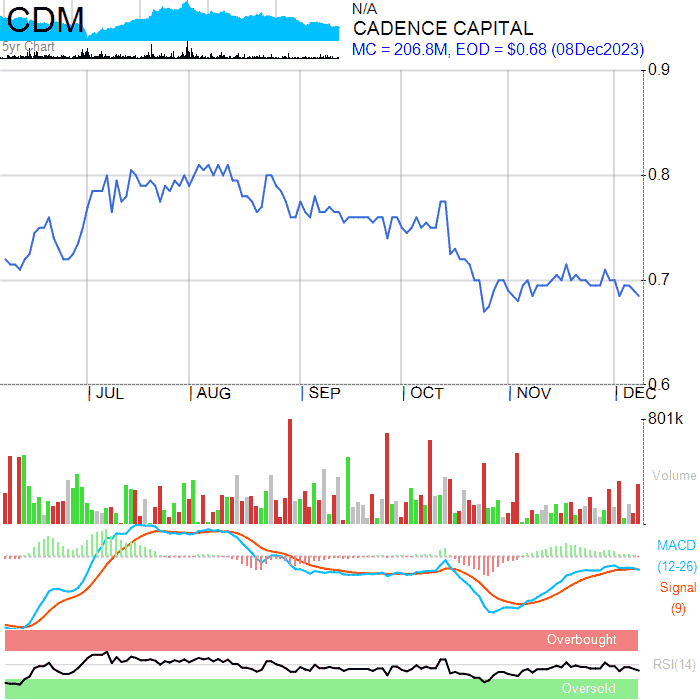 CDM
5yr Chart
N/A
CADENCE CAPITAL
MC = 206.8M, EOD = $0.68 (08Dec2023)
0.9
0.8
0.7
0.6
JUL AUG SEP OCT NOV DEC
801k
Volume
MACD
(12-26)
Signal
(9)
Overbought
RSI(14)
Oversold